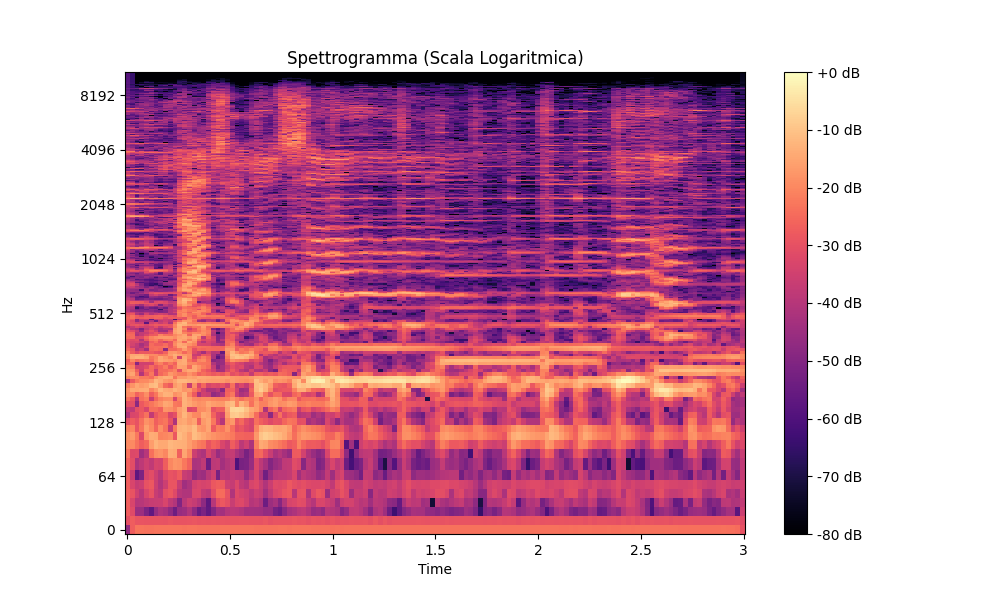 Spettrogramma (Scala Logaritmica)
Hz
8192
4096
2048
1024
512
256
128
64
0
0 0.5 1 1.5 2 2.5 3
Time
+0 dB
-10 dB
-20 dB
-30 dB
-40 dB
-50 dB
-60 dB
-70 dB
-80 dB